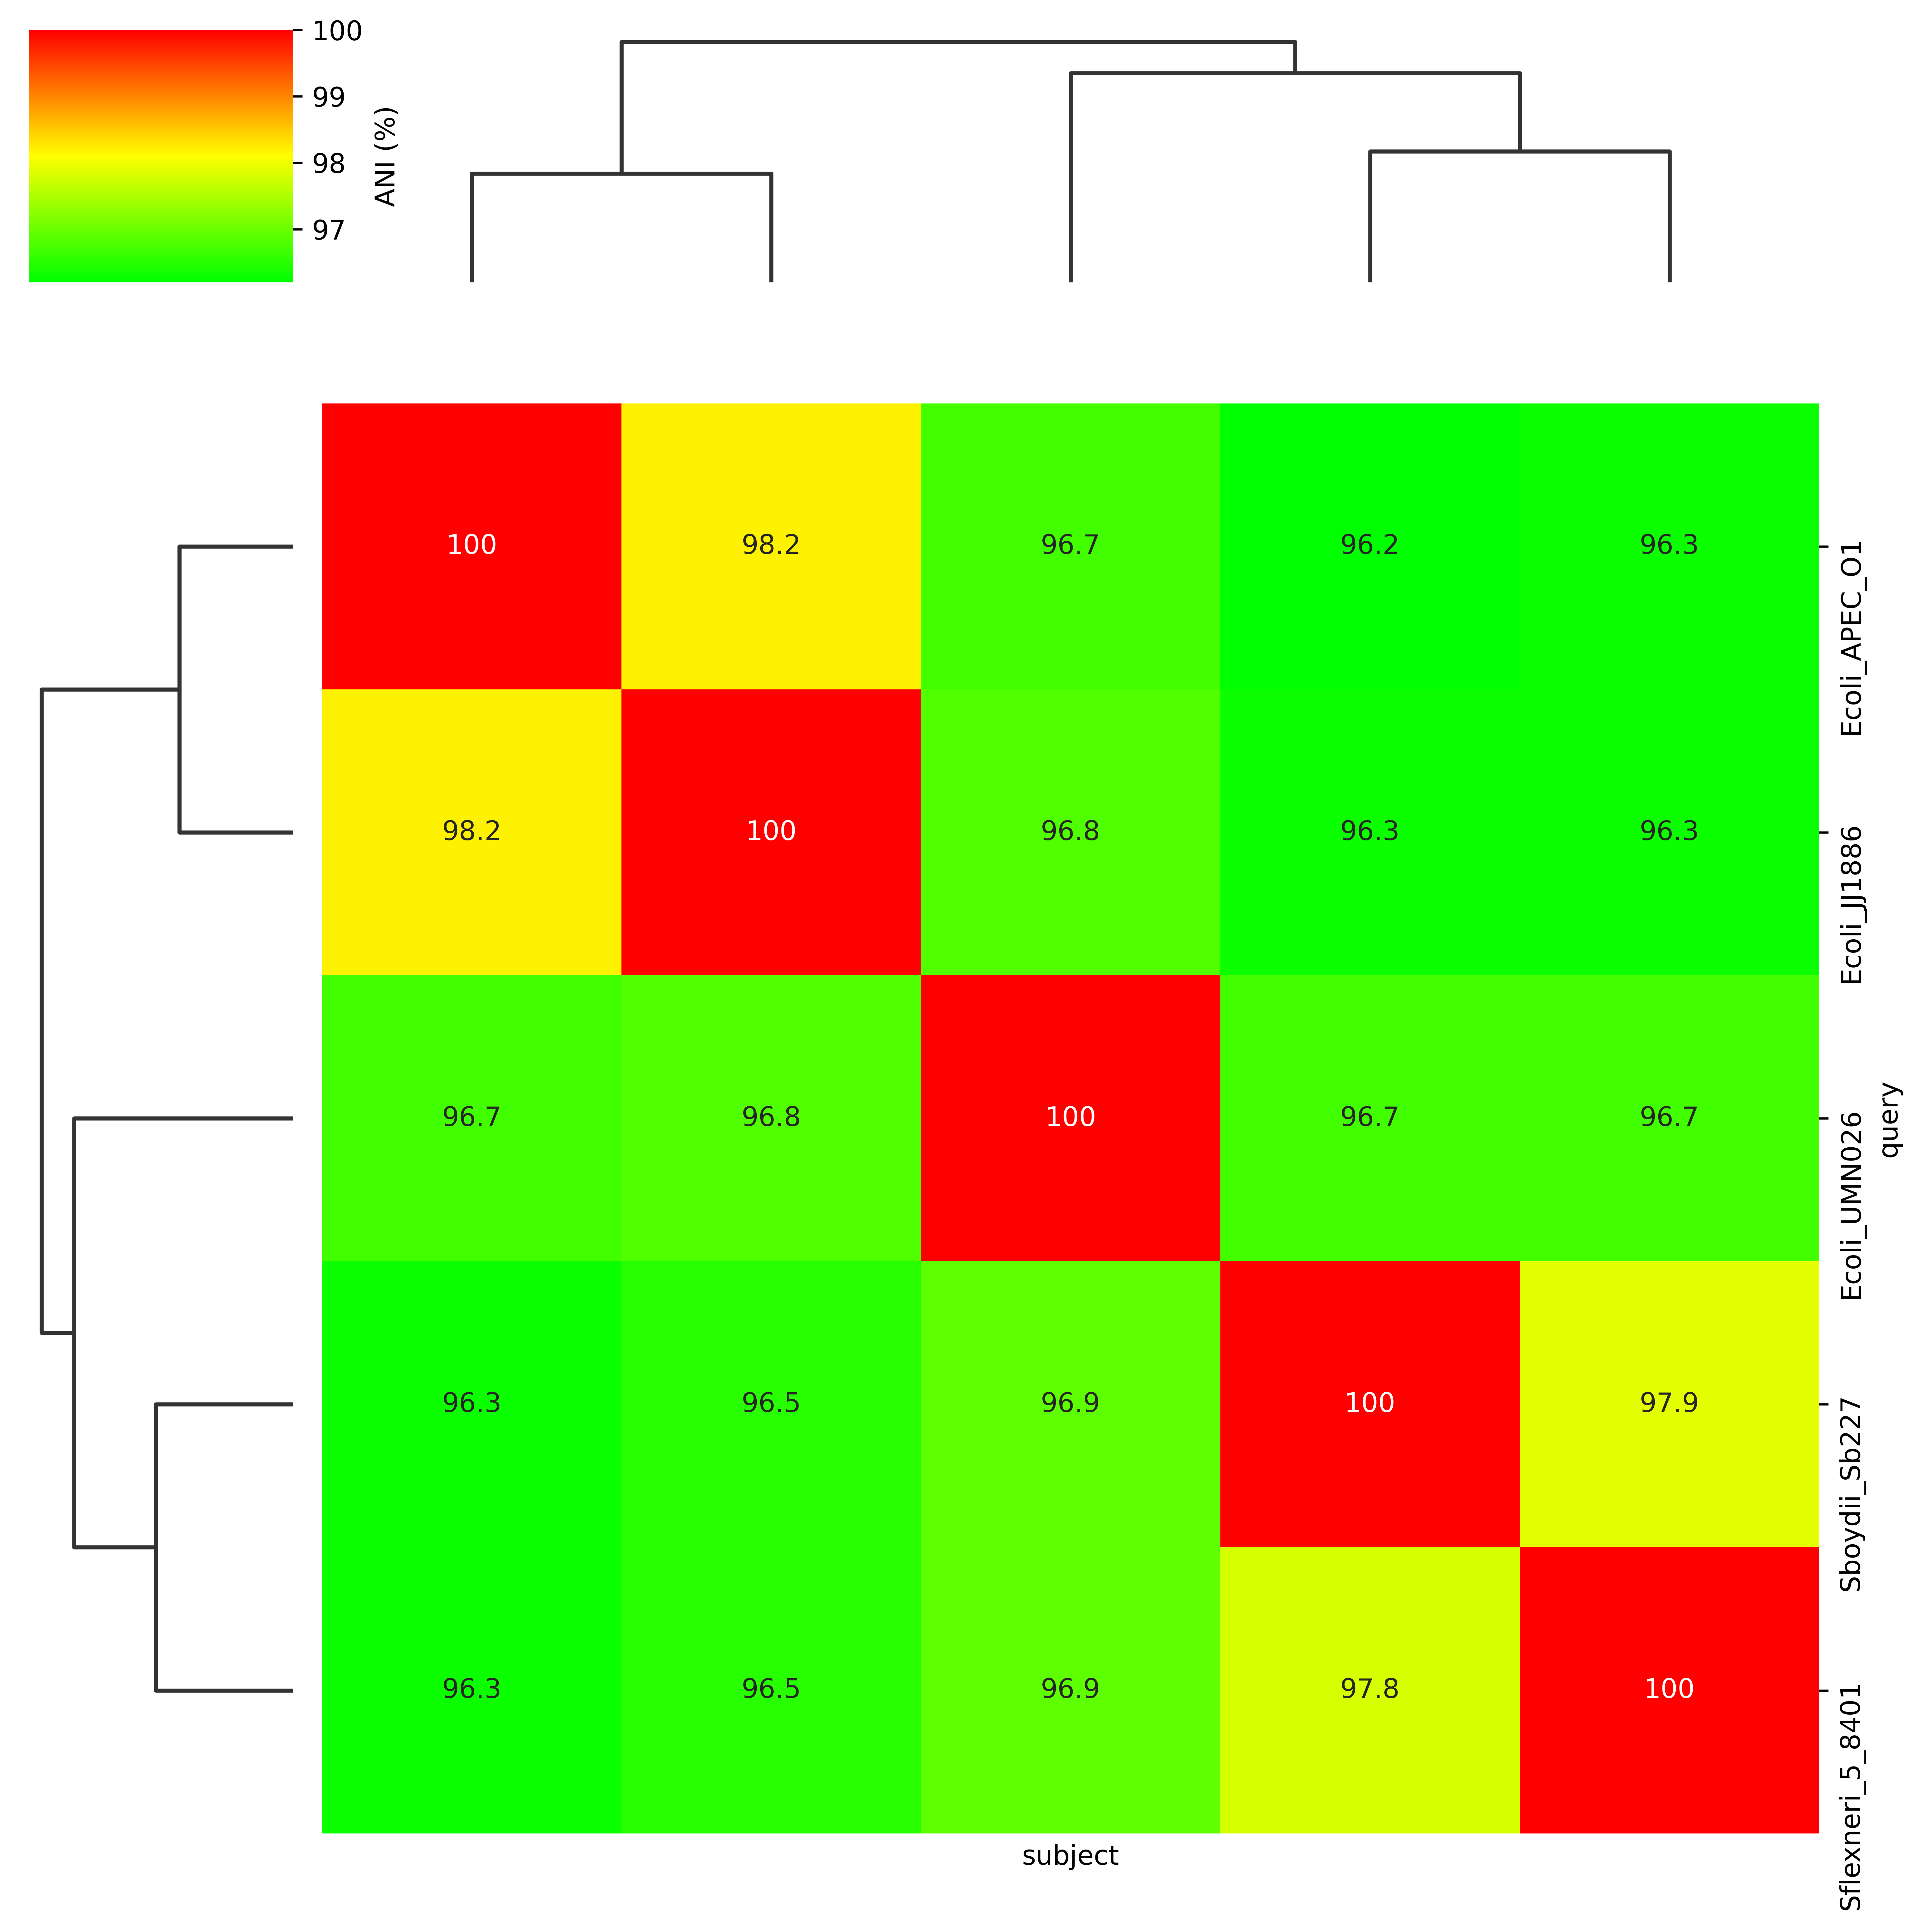 100
99
98
97
ANI (%)
100 98.2 96.7 96.2 96.3
98.2 100 96.8 96.3 96.3
96.7 96.8 100 96.7 96.7
96.3 96.5 96.9 100 97.9
96.3 96.5 96.9 97.8 100
Ecoli_APEC_O1
Ecoli_JJ1886
Ecoli_UMN026
Sboydii_Sb227
Sflexneri_5_8401
query
subject